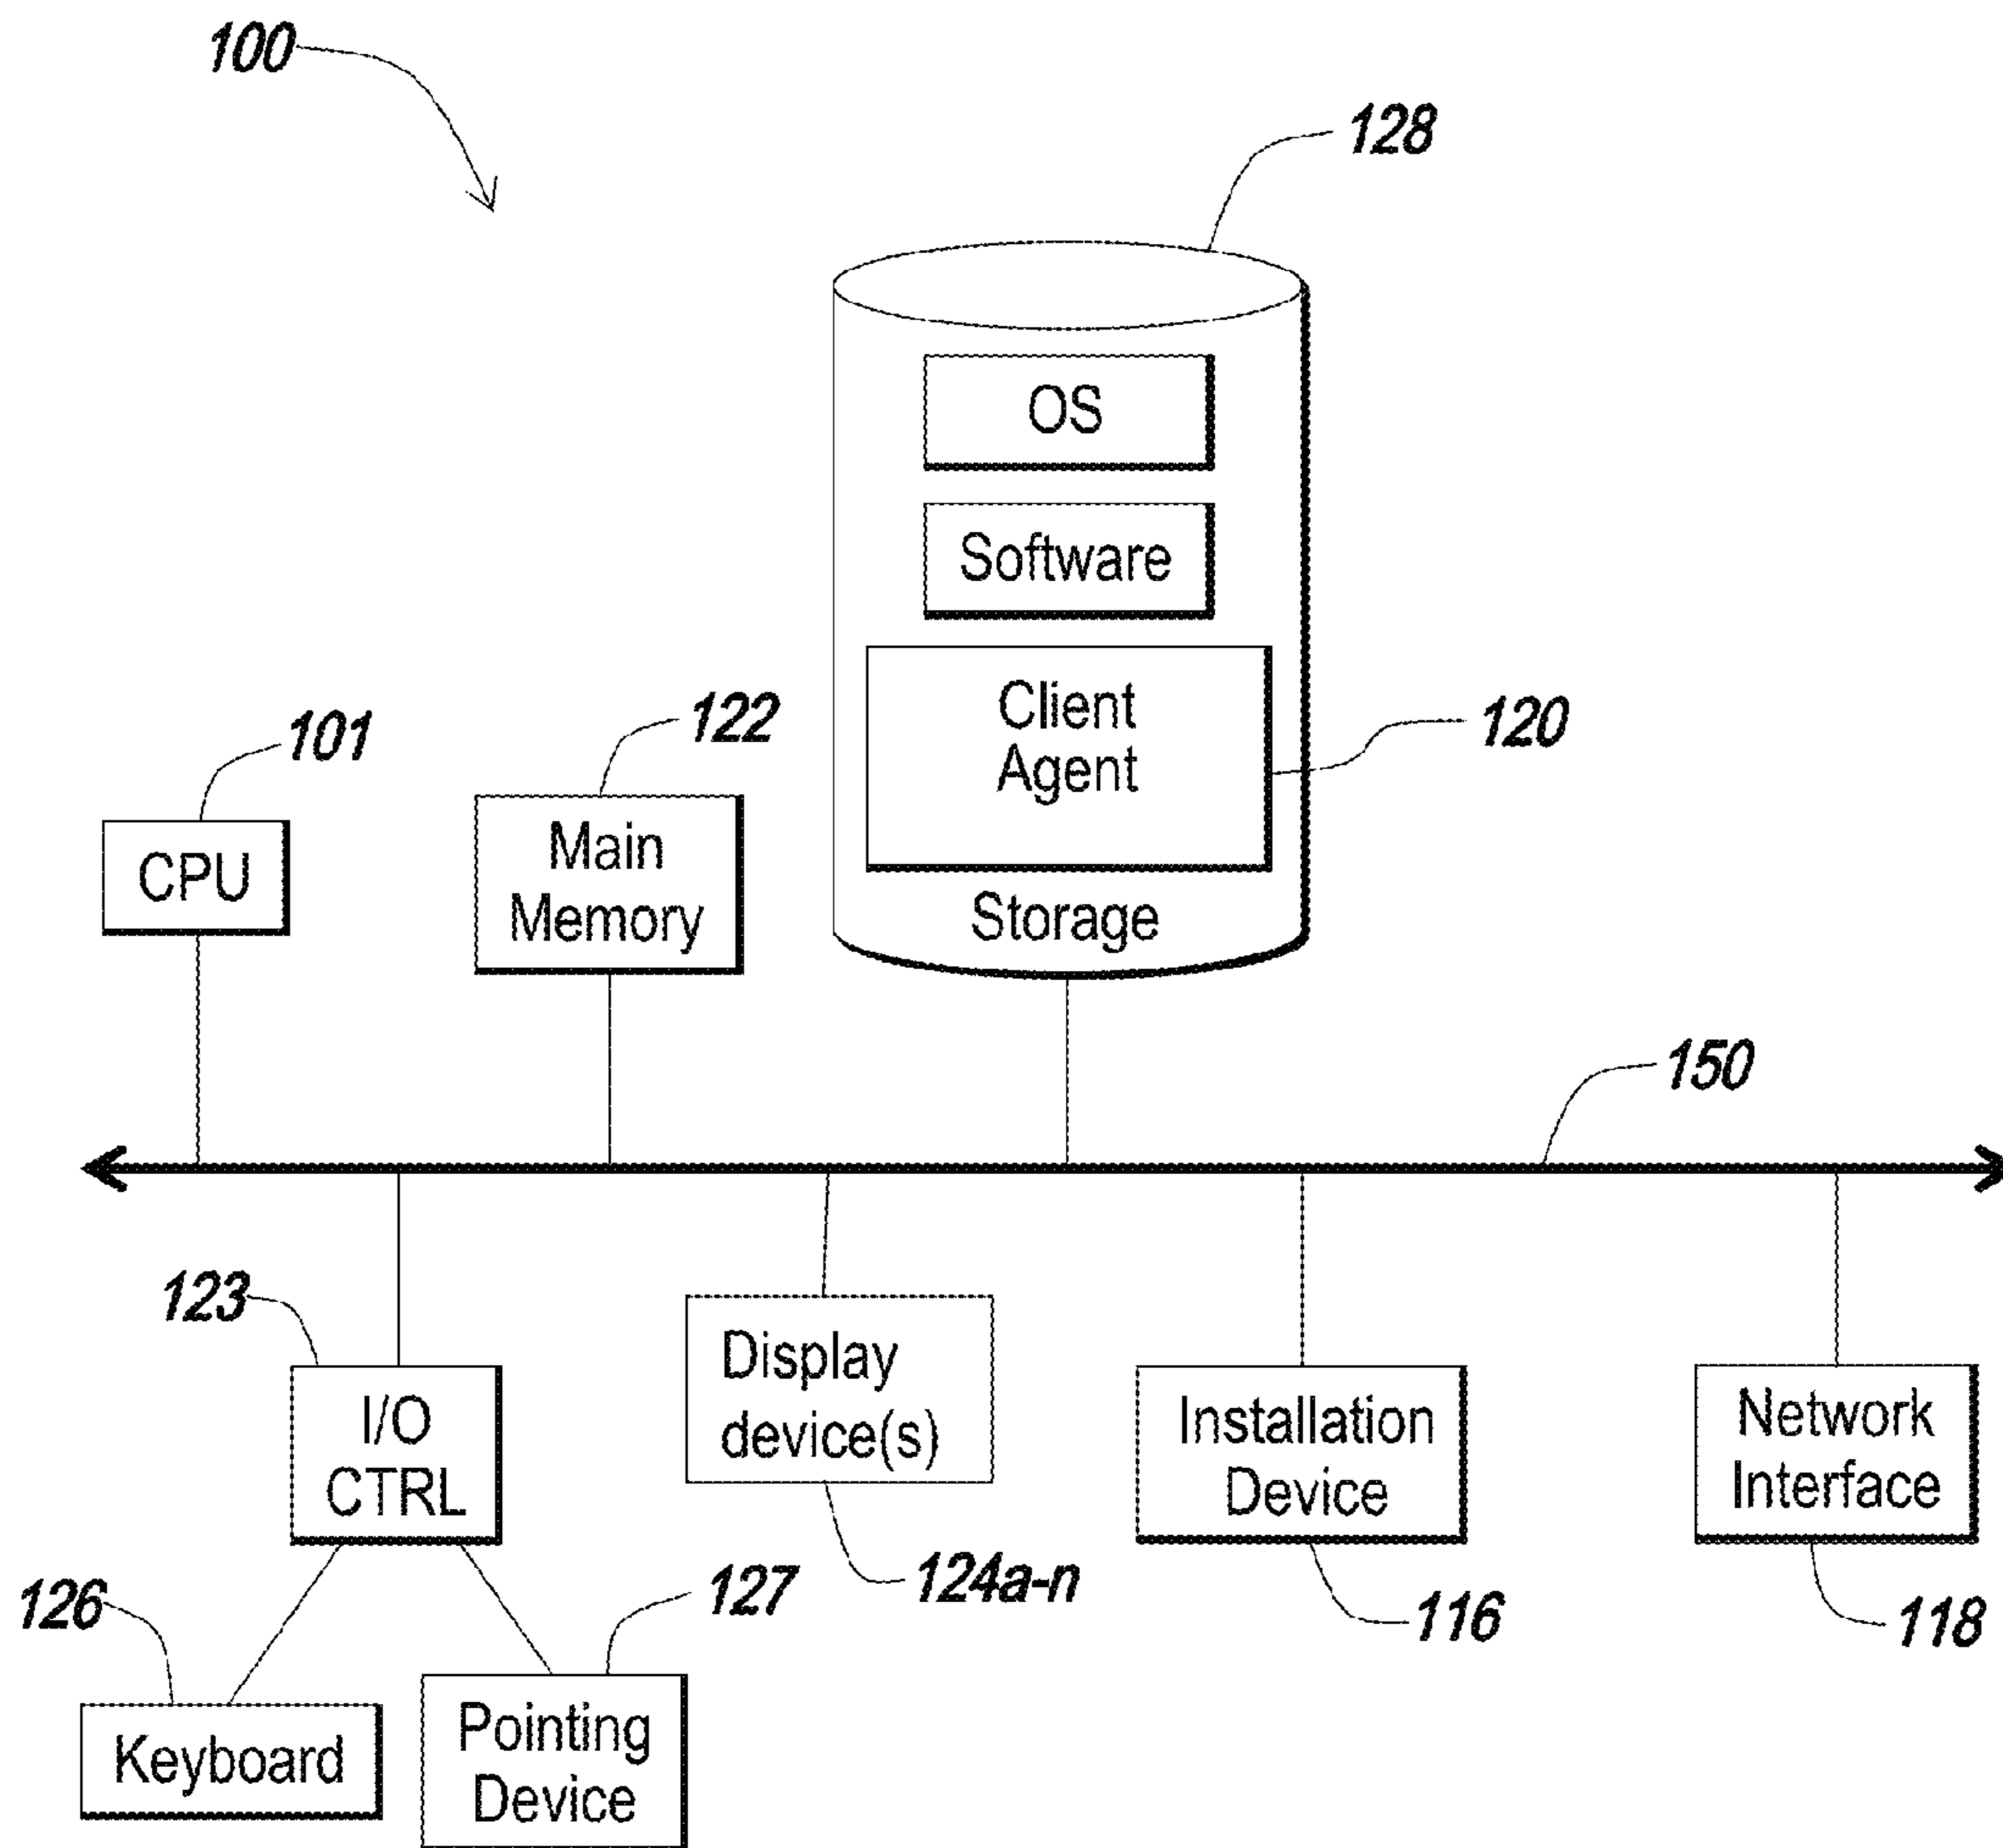 100
128
OS
Software
Client
Agent
120
Storage
101
CPU
122
Main
Memory
150
123
I/O
CTRL
Display
device(s)
124a-n
Installation
Device
116
Network
Interface
118
126
Keyboard
127
Pointing
Device